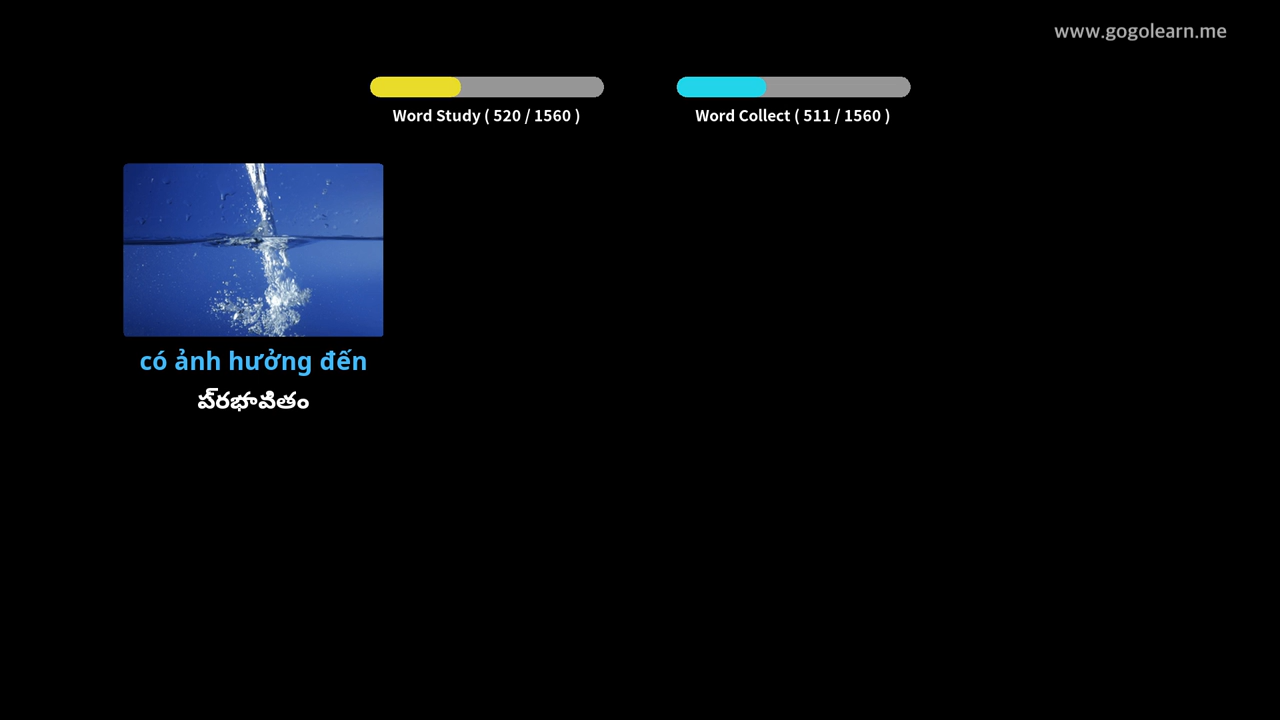 www.gogolearn.me
Word Study ( 520 / 1560 )
Word Collect ( 511 / 1560 )
có ảnh hưởng đến
ప్రభావితం